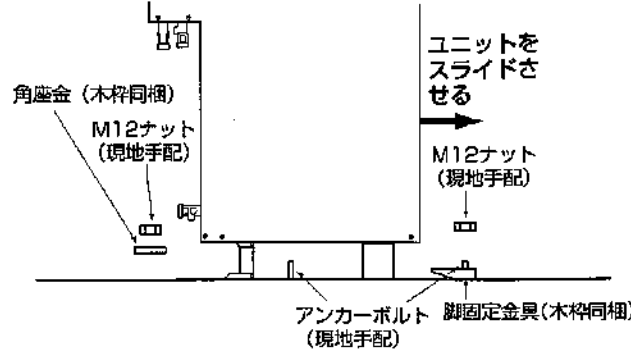 ユニットを
スライドさ
せる
角座金（木枠同梱）
M12ナット
（現地手配）
M12ナット
（現地手配）
アンカーボルト
（現地手配）
脚固定金具（木枠同梱）